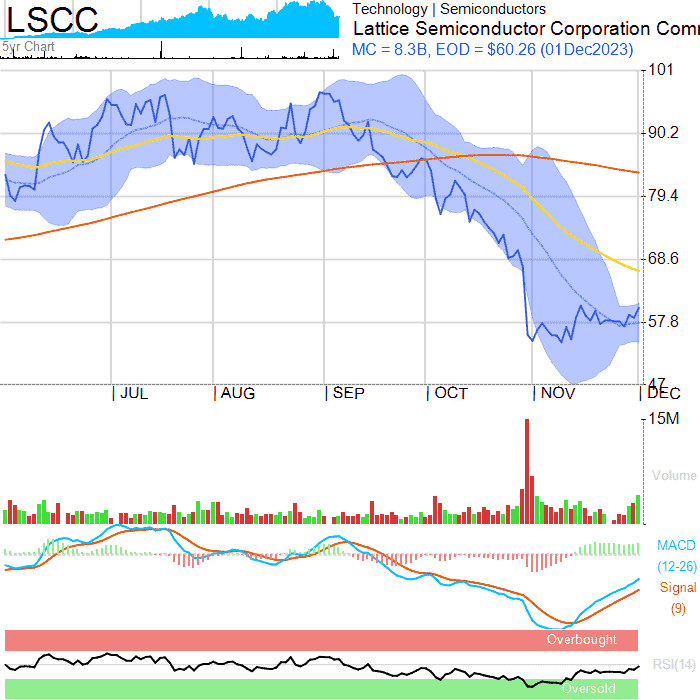 LSCC
5yr Chart
Technology | Semiconductors
Lattice Semiconductor Corporation Com
MC = 8.3B, EOD = $60.26 (01Dec2023)
101
90.2
79.4
68.6
57.8
47
JUL
AUG
SEP
OCT
NOV
DEC
15M
Volume
MACD
(12-26)
Signal
(9)
Overbought
RSI(14)
Oversold